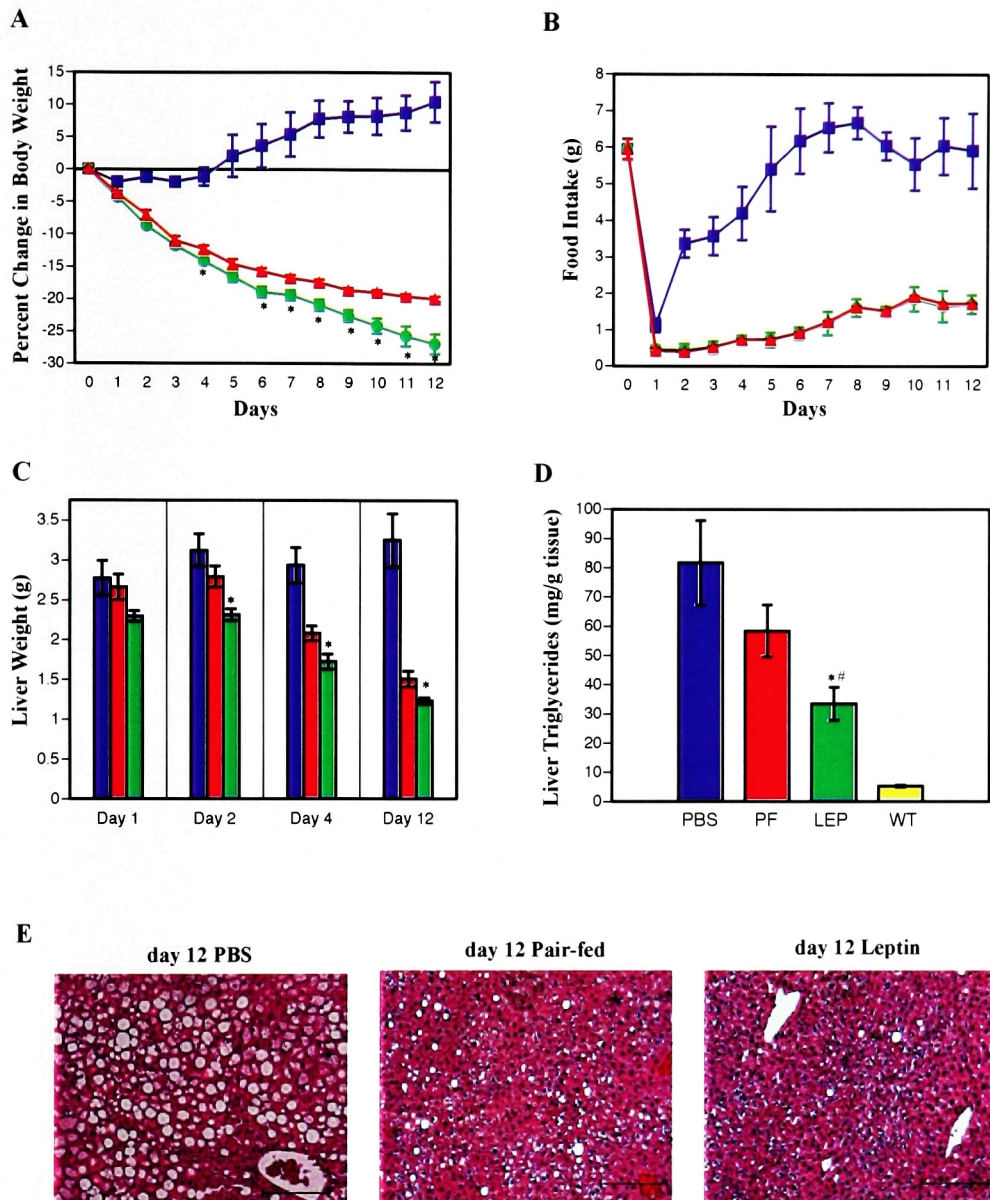 A
Percent Change in Body Weight
15
10
5
0
-5
-10
-15
-20
-25
-30
* * * * * * * *
0 1 2 3 4 5 6 7 8 9 10 11 12
Days
B
Food Intake (g)
8
7
6
5
4
3
2
1
0
0 1 2 3 4 5 6 7 8 9 10 11 12
Days
C
Liver Weight (g)
3.5
3
2.5
2
1.5
1
0.5
0
* * *
Day 1 Day 2 Day 4 Day 12
D
Liver Triglycerides (mg/g tissue)
100
90
80
70
60
50
40
30
20
10
0
*#
PBS PF LEP WT
E
day 12 PBS
day 12 Pair-fed
day 12 Leptin